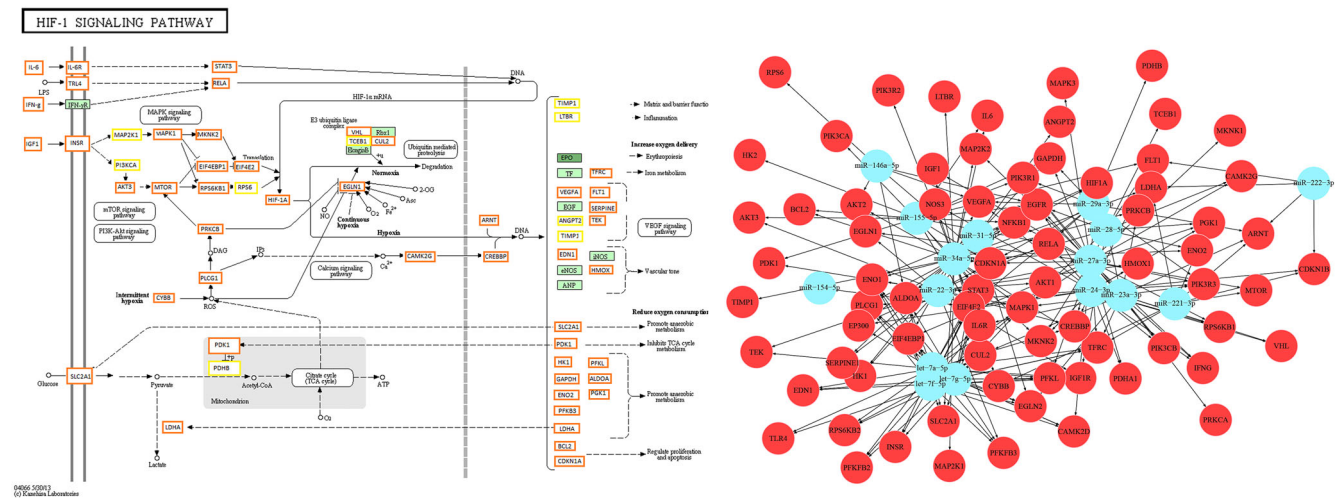 HIF-1 SIGNALING PATHWAY
IL-6
IL-6R
STAT3
DNA
TRL4
RELA
LPS
HIF-1α mRNA
IFN-g
IFN-γR
MAPK signaling
pathway
E3 ubiquitin ligase
complex
VHL
Rbx1
IGF1
INSR
MAP2K1
MAPK1
MKNK2
TCEB1
CUL2
ElonginB
Ubiquitin mediated
proteolysis
Translation
PI3KCA
EIF4EBP1
EIF4E2
+u
Degradation
Normoxia
AKT3
MTOR
RPS6KB1
RPS6
EGLN1
2-OG
HIF-1A
Asc
Fe2+
O2
NO
mTOR signaling
pathway
Continuous
hypoxia
PI3K-Akt signaling
pathway
PRKCB
ARNT
DNA
Hypoxia
DAG
IP3
CAMK2G
CREBBP
Ca2+
PLCG1
Calcium signaling
pathway
Intermittent
hypoxia
CYBB
ROS
PDK1
+p
PDHB
Glucose
SLC2A1
Pyruvate
Acetyl-CoA
Citrate cycle
(TCA cycle)
ATP
Mitochondrion
O2
LDHA
Lactate
TIMP1
Matrix and barrier functio
LTBR
Inflammation
Increase oxygen delivery
EPO
Erythropoiesis
TF
TFRC
Iron metabolism
VEGFA
FLT1
EGF
SERPINE
ANGPT2
TEK
VEGF signaling
pathway
TIMP1
EDN1
iNOS
eNOS
HMOX
Vascular tone
ANP
Reduce oxygen consumptio
SLC2A1
Promote anaerobic
metabolism
PDK1
Inhibits TCA cycle
metabolism
HK1
PFKL
GAPDH
ALDOA
ENO2
PGK1
Promote anaerobic
metabolism
PFKB3
LDHA
BCL2
Regulate proliferation
and apoptosis
CDKN1A
04066 5/30/13
(c) Kanehisa Laboratories
RPS6
PIK3R2
LTBR
MAPK3
PDHB
IL6
ANGPT2
TCEB1
PIK3CA
MAP2K2
MKNK1
HK2
miR-146a-5p
IGF1
GAPDH
FLT1
PIK3R1
LDHA
CAMK2G
miR-222-3p
AKT3
BCL2
AKT2
NOS3
VEGFA
EGFR
HIF1A
miR-29a-3p
PRKCB
miR-155-5p
NFKB1
PGK1
EGLN1
miR-31-5p
RELA
miR-28-5p
ARNT
ENO2
PDK1
miR-34a-5p
CDKN1A
miR-27a-3p
HMOX1
CDKN1B
ENO1
STAT3
AKT1
PIK3R3
MTOR
miR-154-5p
miR-22-3p
miR-24-3p
miR-23a-3p
miR-221-3p
TIMP1
PLCG1
ALDOA
EIF4E2
MAPK1
EP300
IL6R
CREBBP
RPS6KB1
EIF4EBP1
MKNK2
VHL
TEK
SERPINE1
CUL2
TFRC
PIK3CB
HK1
let-7a-5p
let-7g-5p
let-7f-5p
CYBB
PFKL
IGF1R
PDHA1
IFNG
EDN1
EGLN2
SLC2A1
PRKCA
RPS6KB2
CAMK2D
TLR4
INSR
PFKFB3
PFKFB2
MAP2K1